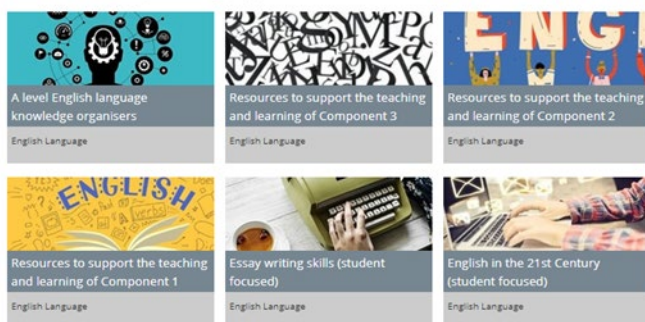 ENG
A level English language
knowledge organisers
English Language
Resources to support the teaching
and learning of Component 3
English Language
Resources to support the teaching
and learning of Component 2
English Language
ENGLISH
Resources to support the teaching
and learning of Component 1
English Language
Essay writing skills (student
focused)
English Language
English in the 21st Century
(student focused)
English Language